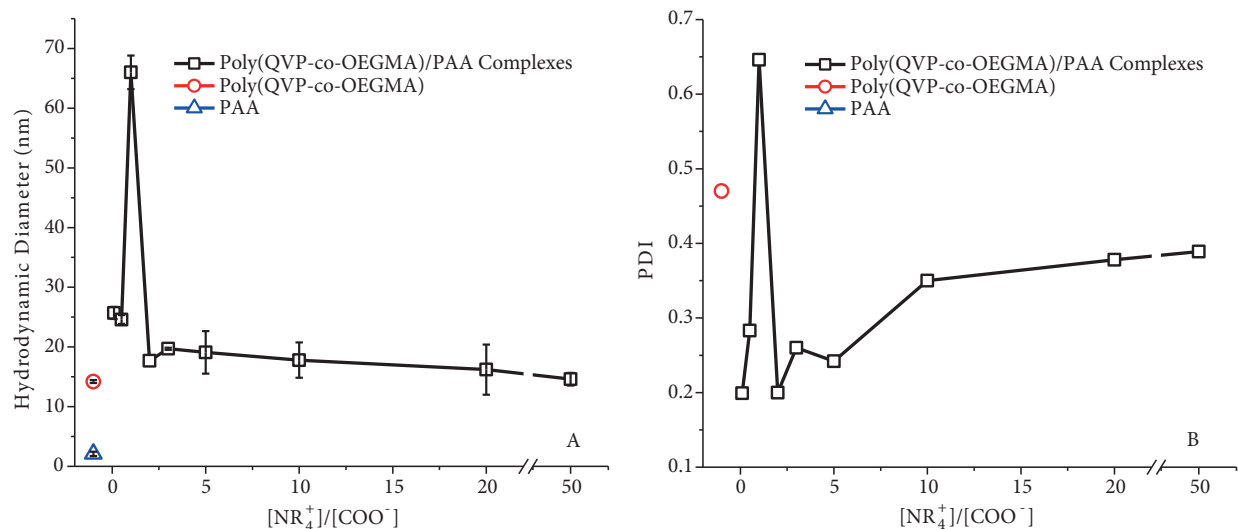 70
60
50
40
30
20
10
0
Hydrodynamic Diameter (nm)
Poly(QVP-co-OEGMA)/PAA Complexes
Poly(QVP-co-OEGMA)
PAA
A
0 5 10 15 20 50
[NR₄⁺]/[COO⁻]
0.7
0.6
0.5
0.4
0.3
0.2
0.1
PDI
Poly(QVP-co-OEGMA)/PAA Complexes
Poly(QVP-co-OEGMA)
PAA
B
0 5 10 15 20 50
[NR₄⁺]/[COO⁻]